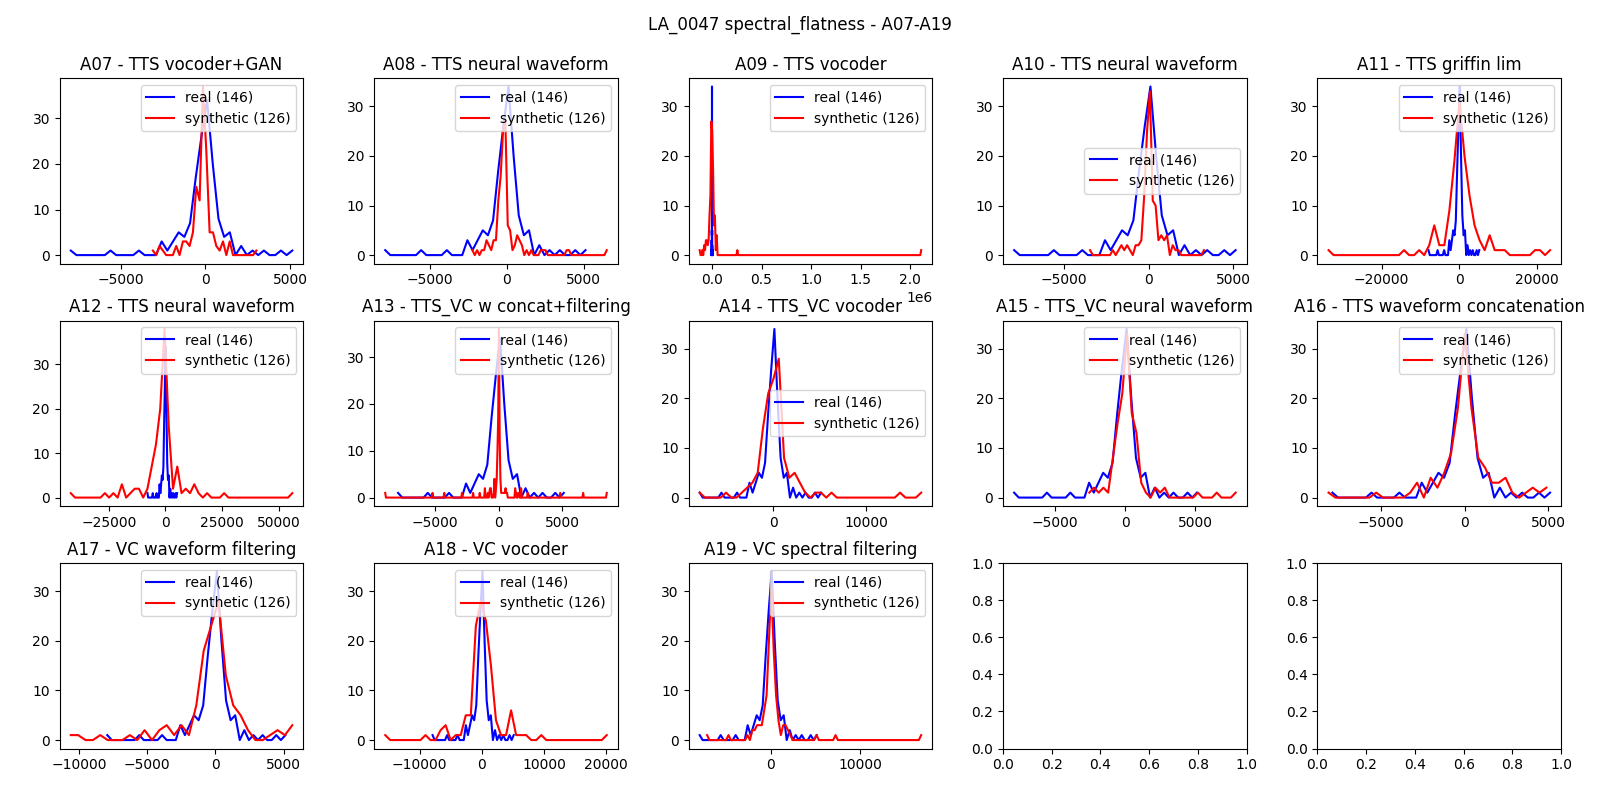 LA_0047 spectral_flatness - A07-A19
A07 - TTS vocoder+GAN
real (146)
synthetic (126)
0
10
20
30
−5000
0
5000
A08 - TTS neural waveform
real (146)
synthetic (126)
0
10
20
30
−5000
0
5000
A09 - TTS vocoder
real (146)
synthetic (126)
0
10
20
30
0.0
0.5
1.0
1.5
2.0
1e6
A10 - TTS neural waveform
real (146)
synthetic (126)
0
10
20
30
−5000
0
5000
A11 - TTS griffin lim
real (146)
synthetic (126)
0
10
20
30
−20000
0
20000
A12 - TTS neural waveform
real (146)
synthetic (126)
0
10
20
30
−25000
0
25000
50000
A13 - TTS_VC w concat+filtering
real (146)
synthetic (126)
0
10
20
30
−5000
0
5000
A14 - TTS_VC vocoder
real (146)
synthetic (126)
0
10
20
30
0
10000
A15 - TTS_VC neural waveform
real (146)
synthetic (126)
0
10
20
30
−5000
0
5000
A16 - TTS waveform concatenation
real (146)
synthetic (126)
0
10
20
30
−5000
0
5000
A17 - VC waveform filtering
real (146)
synthetic (126)
0
10
20
30
−10000
−5000
0
5000
A18 - VC vocoder
real (146)
synthetic (126)
0
10
20
30
−10000
0
10000
20000
A19 - VC spectral filtering
real (146)
synthetic (126)
0
10
20
30
0
10000
0.0
0.2
0.4
0.6
0.8
1.0
0.0
0.2
0.4
0.6
0.8
1.0
0.0
0.2
0.4
0.6
0.8
1.0
0.0
0.2
0.4
0.6
0.8
1.0